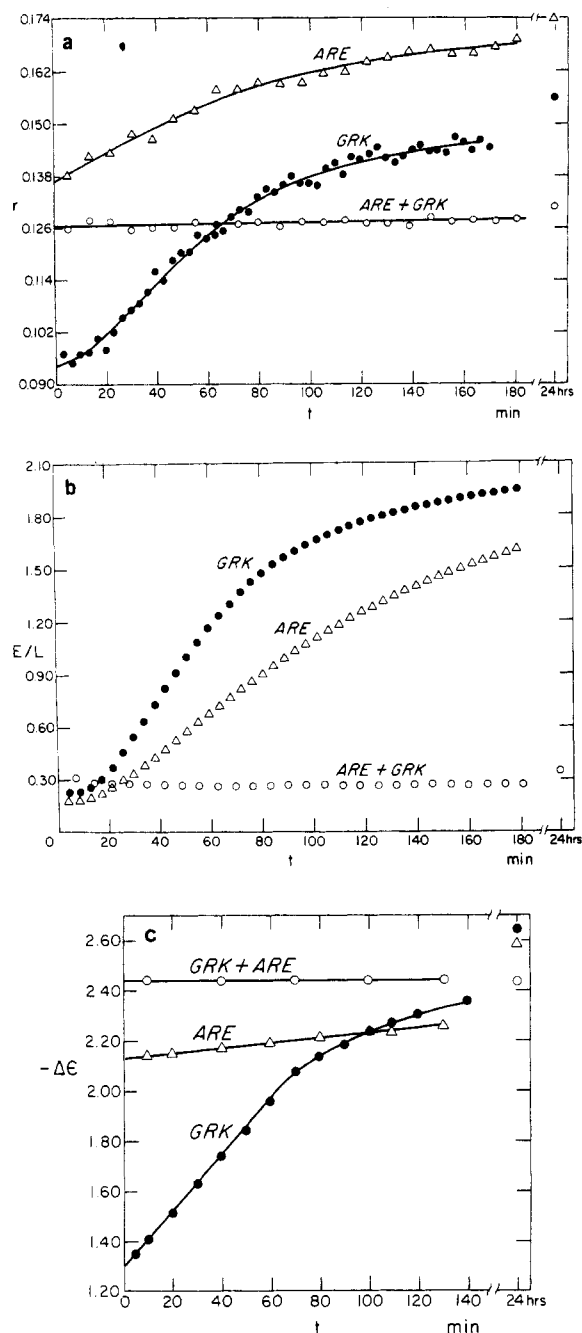 a
0.174
0.162
0.150
0.138
r
0.126
0.114
0.102
0.090
ARE
GRK
ARE + GRK
0 20 40 60 80 100 120 140 160 180 24 hrs
t min
b
2.10
1.80
1.50
1.20
E/L
0.90
0.60
0.30
GRK
ARE
ARE + GRK
0 20 40 60 80 100 120 140 160 180 24 hrs
t min
c
2.60
2.40
2.20
-Δε
2.00
1.80
1.60
1.40
1.20
GRK + ARE
ARE
GRK
0 20 40 60 80 100 120 140 24 hrs
t min